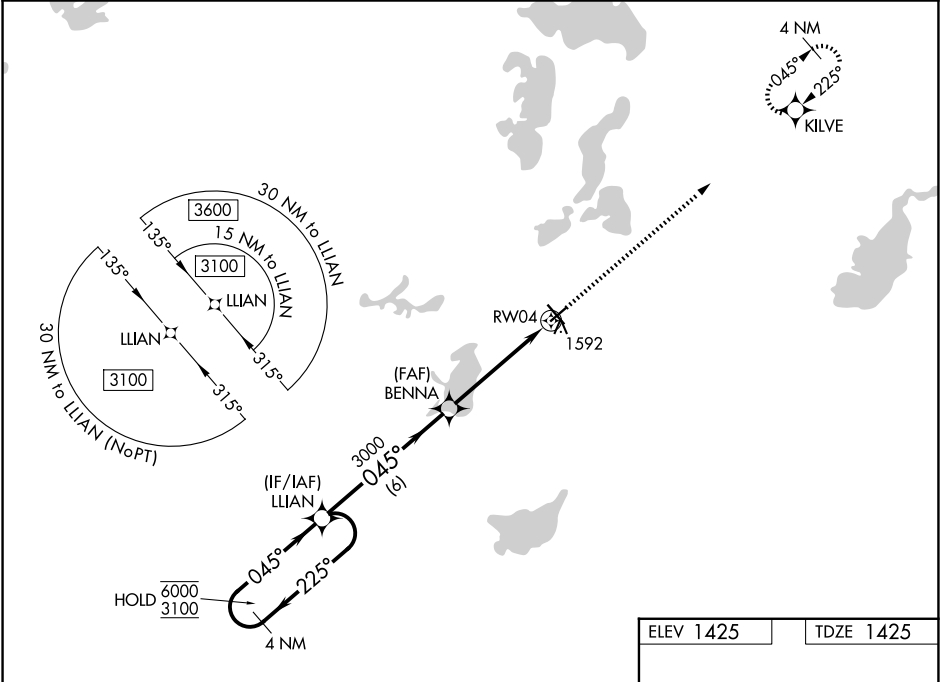 4 NM
045°
225°
KILVE
30 NM to LLIAN
3600
15 NM to LLIAN
3100
135°
LLIAN
315°
135°
LLIAN
3100
315°
30 NM to LLIAN (NoPT)
RW04
1592
(FAF)
BENNA
3000
045°
(6)
(IF/IAF)
LLIAN
045°
225°
HOLD 6000
3100
4 NM
ELEV 1425
TDZE 1425